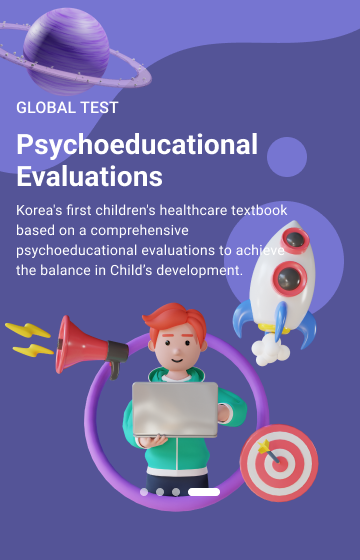 GLOBAL TEST
Psychoeducational
Evaluations
Korea's first children's healthcare textbook
based on a comprehensive
psychoeducational evaluations to achieve
the balance in Child’s development.